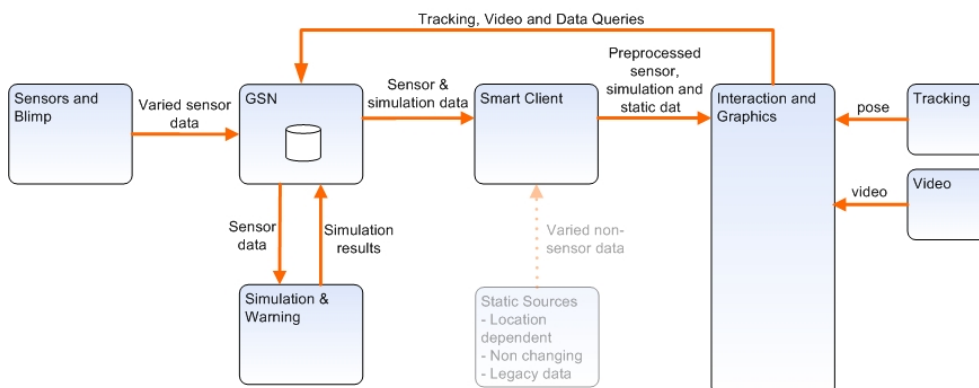 Tracking, Video and Data Queries
Sensors and
Blimp
Varied sensor
data
GSN
Sensor &
simulation data
Smart Client
Preprocessed
sensor,
simulation and
static dat
Interaction and
Graphics
pose
Tracking
video
Video
Sensor
data
Simulation
results
Varied non-
sensor data
Simulation &
Warning
Static Sources
- Location
dependent
- Non changing
- Legacy data